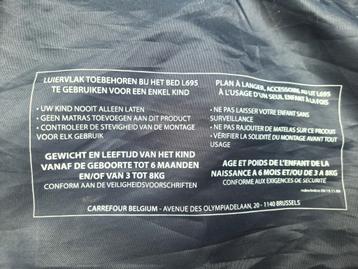 LUIERVLAK TOEBEHOREN BIJ HET BED L695
TE GEBRUIKEN VOOR EEN ENKEL KIND
- UW KIND NOOIT ALLEEN LATEN
- GEEN MATRAS TOEVOEGEN AAN DIT PRODUCT
- CONTROLEER DE STEVIGHEID VAN DE MONTAGE
VOOR ELK GEBRUIK
GEWICHT EN LEEFTIJD VAN HET KIND
VANAF DE GEBOORTE TOT 6 MAANDEN
EN/OF VAN 3 TOT 8KG
CONFORM AAN DE VEILIGHEIDSVOORSCHRIFTEN
PLAN À LANGER, ACCESSOIRE AU LIT L695
À L'USAGE D'UN SEUL ENFANT À LA FOIS
- NE PAS LAISSER VOTRE ENFANT SANS
SURVEILLANCE
- NE PAS RAJOUTER DE MATELAS SUR CE PRODUIT
- VÉRIFIER LA SOLIDITÉ DU MONTAGE AVANT
CHAQUE USAGE
AGE ET POIDS DE L'ENFANT DE LA
NAISSANCE A 6 MOIS ET/OU DE 3 A 8KG
CONFORME AUX EXIGENCES DE SÉCURITÉ
CARREFOUR BELGIUM - AVENUE DES OLYMPIADELAAN, 20 - 1140 BRUSSELS